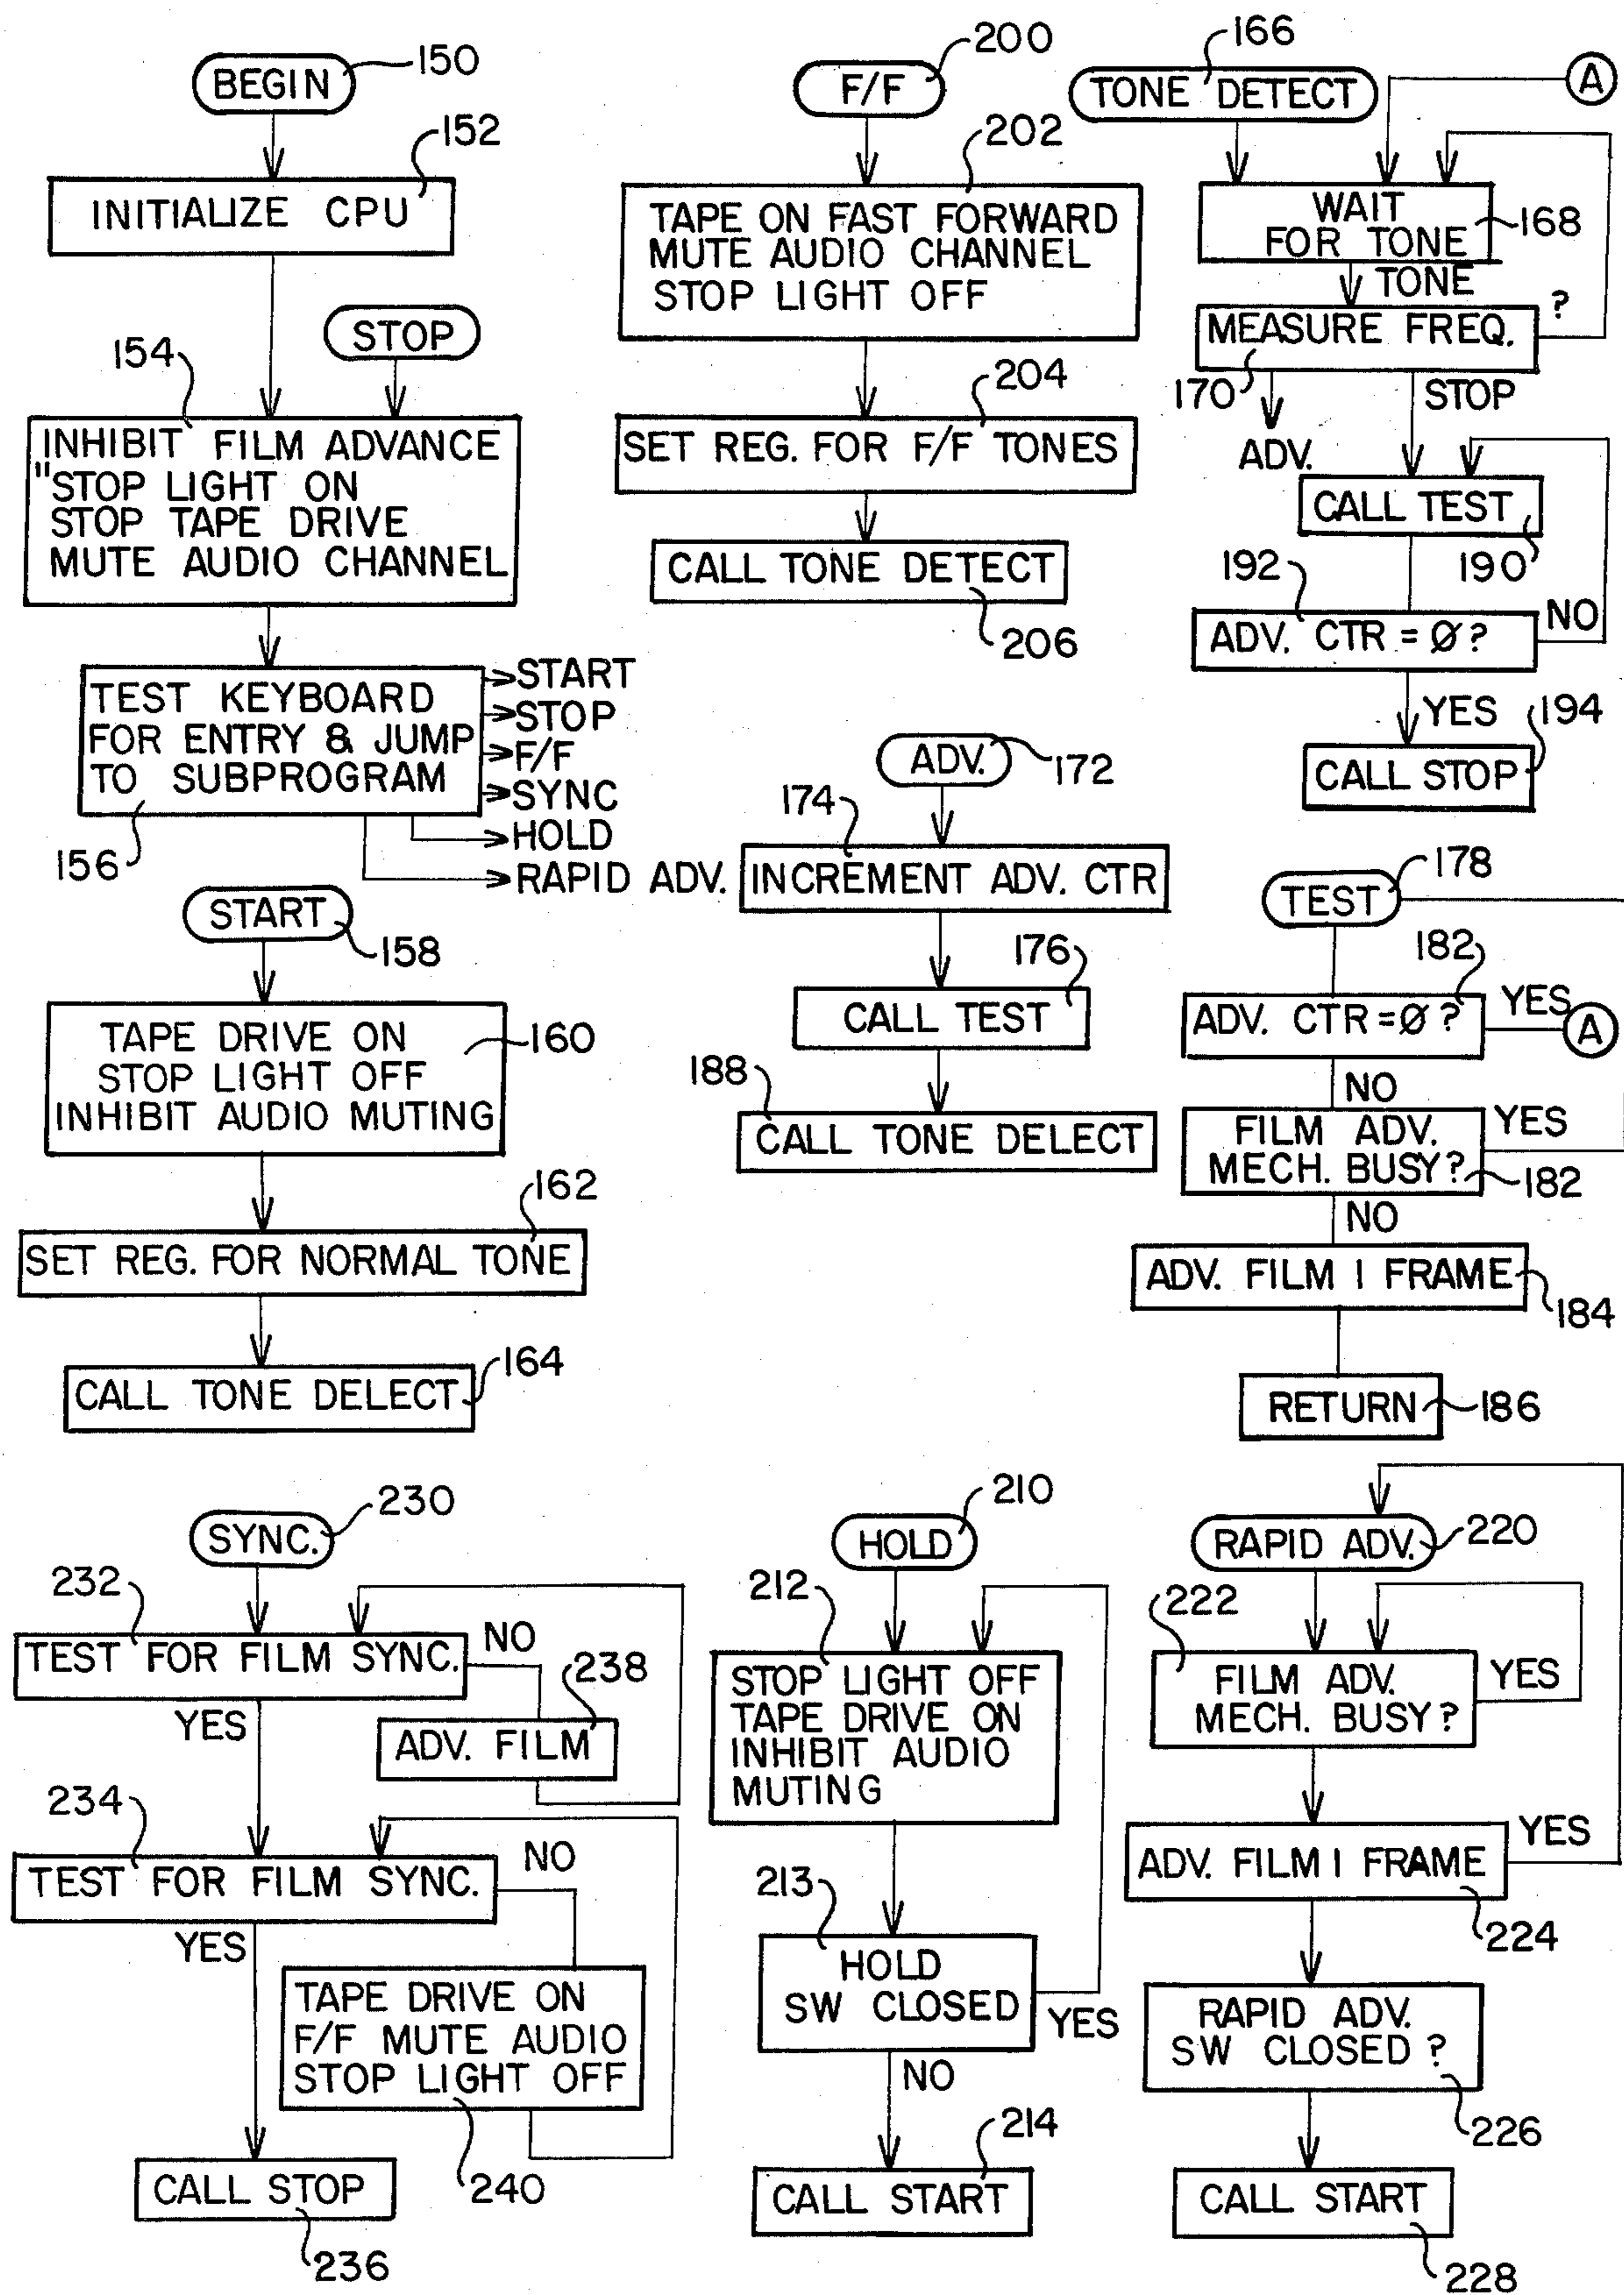 BEGIN
150
152
INITIALIZE CPU
STOP
154
INHIBIT FILM ADVANCE
"STOP LIGHT ON
STOP TAPE DRIVE
MUTE AUDIO CHANNEL
TEST KEYBOARD
FOR ENTRY & JUMP
TO SUBPROGRAM
156
START
STOP
F/F
SYNC
HOLD
RAPID ADV.
START
158
TAPE DRIVE ON
STOP LIGHT OFF
INHIBIT AUDIO MUTING
160
162
SET REG. FOR NORMAL TONE
164
CALL TONE DELECT
F/F
200
202
TAPE ON FAST FORWARD
MUTE AUDIO CHANNEL
STOP LIGHT OFF
204
SET REG. FOR F/F TONES
CALL TONE DETECT
206
ADV.
172
174
INCREMENT ADV. CTR
176
CALL TEST
188
CALL TONE DELECT
166
TONE DETECT
A
WAIT
FOR TONE
168
TONE
MEASURE FREQ.
?
170
STOP
ADV.
CALL TEST
190
192
ADV. CTR = Ø ?
NO
YES
194
CALL STOP
TEST
178
182
ADV. CTR = Ø ?
YES
A
NO
FILM ADV.
MECH. BUSY?
YES
182
NO
ADV. FILM 1 FRAME
184
RETURN
186
SYNC.
230
232
TEST FOR FILM SYNC.
NO
238
YES
ADV. FILM
234
TEST FOR FILM SYNC.
NO
YES
TAPE DRIVE ON
F/F MUTE AUDIO
STOP LIGHT OFF
240
CALL STOP
236
HOLD
210
212
STOP LIGHT OFF
TAPE DRIVE ON
INHIBIT AUDIO
MUTING
213
HOLD
SW CLOSED
YES
NO
214
CALL START
RAPID ADV.
220
222
FILM ADV.
MECH. BUSY?
YES
ADV. FILM 1 FRAME
YES
224
RAPID ADV.
SW CLOSED ?
226
CALL START
228